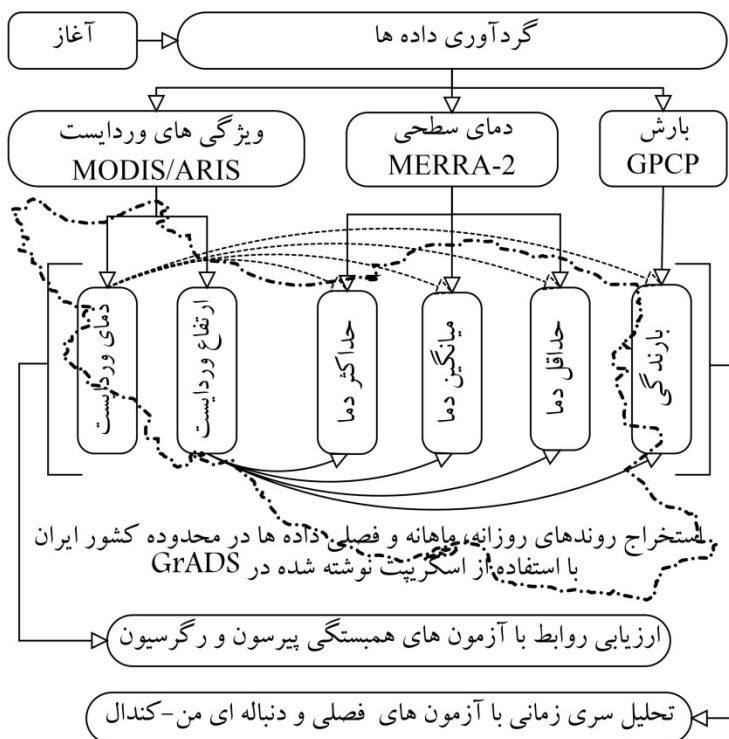 آغاز
گردآوری داده ها
بارش
GPCP
دمای سطحی
MERRA-2
ویژگی های وردایست
MODIS/ARIS
بارندگی
حداقل دما
میانگین دما
حداکثر دما
ارتفاع وردایست
دمای وردایست
استخراج روندهای روزانه، ماهانه و فصلی داده ها در محدوده کشور ایران
با استفاده از اسکریپت نوشته شده در GrADS
ارزیابی روابط با آزمون های همبستگی پیرسون و رگرسیون
تحلیل سری زمانی با آزمون های فصلی و دنباله ای من-کندال